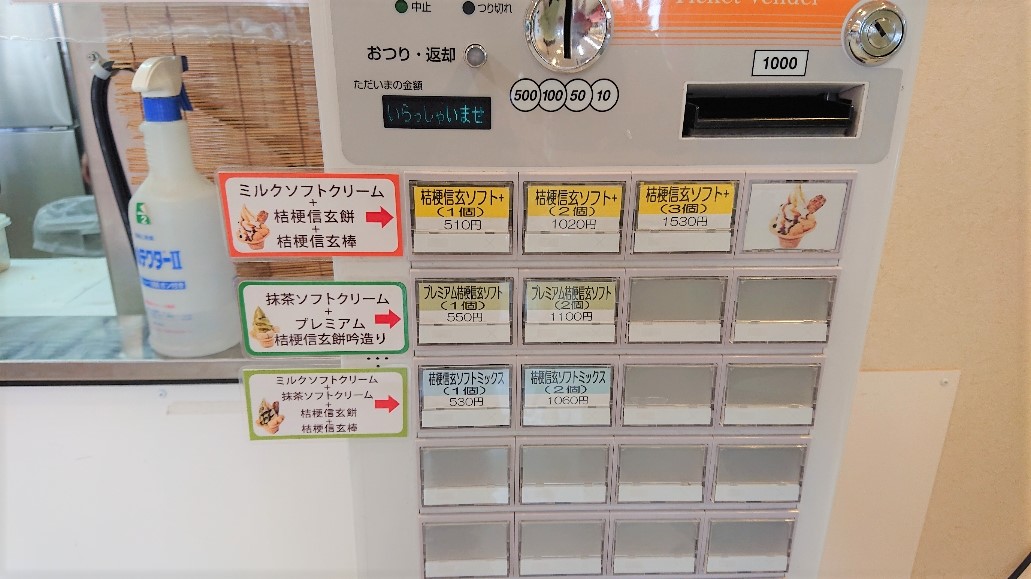 中止
つり切れ
Ticket Vender
おつり・返却
1000
ただいまの金額
いらっしゃいませ
500 100 50 10
ミルクソフトクリーム
+
桔梗信玄餅
+
桔梗信玄棒
桔梗信玄ソフト+
(1個)
510円
桔梗信玄ソフト+
(2個)
1020円
桔梗信玄ソフト+
(3個)
1530円
抹茶ソフトクリーム
+
プレミアム
桔梗信玄餅吟造り
プレミアム桔梗信玄ソフト
(1個)
550円
プレミアム桔梗信玄ソフト
(2個)
1100円
ミルクソフトクリーム
+
抹茶ソフトクリーム
+
桔梗信玄餅
+
桔梗信玄棒
桔梗信玄ソフトミックス
(1個)
530円
桔梗信玄ソフトミックス
(2個)
1060円